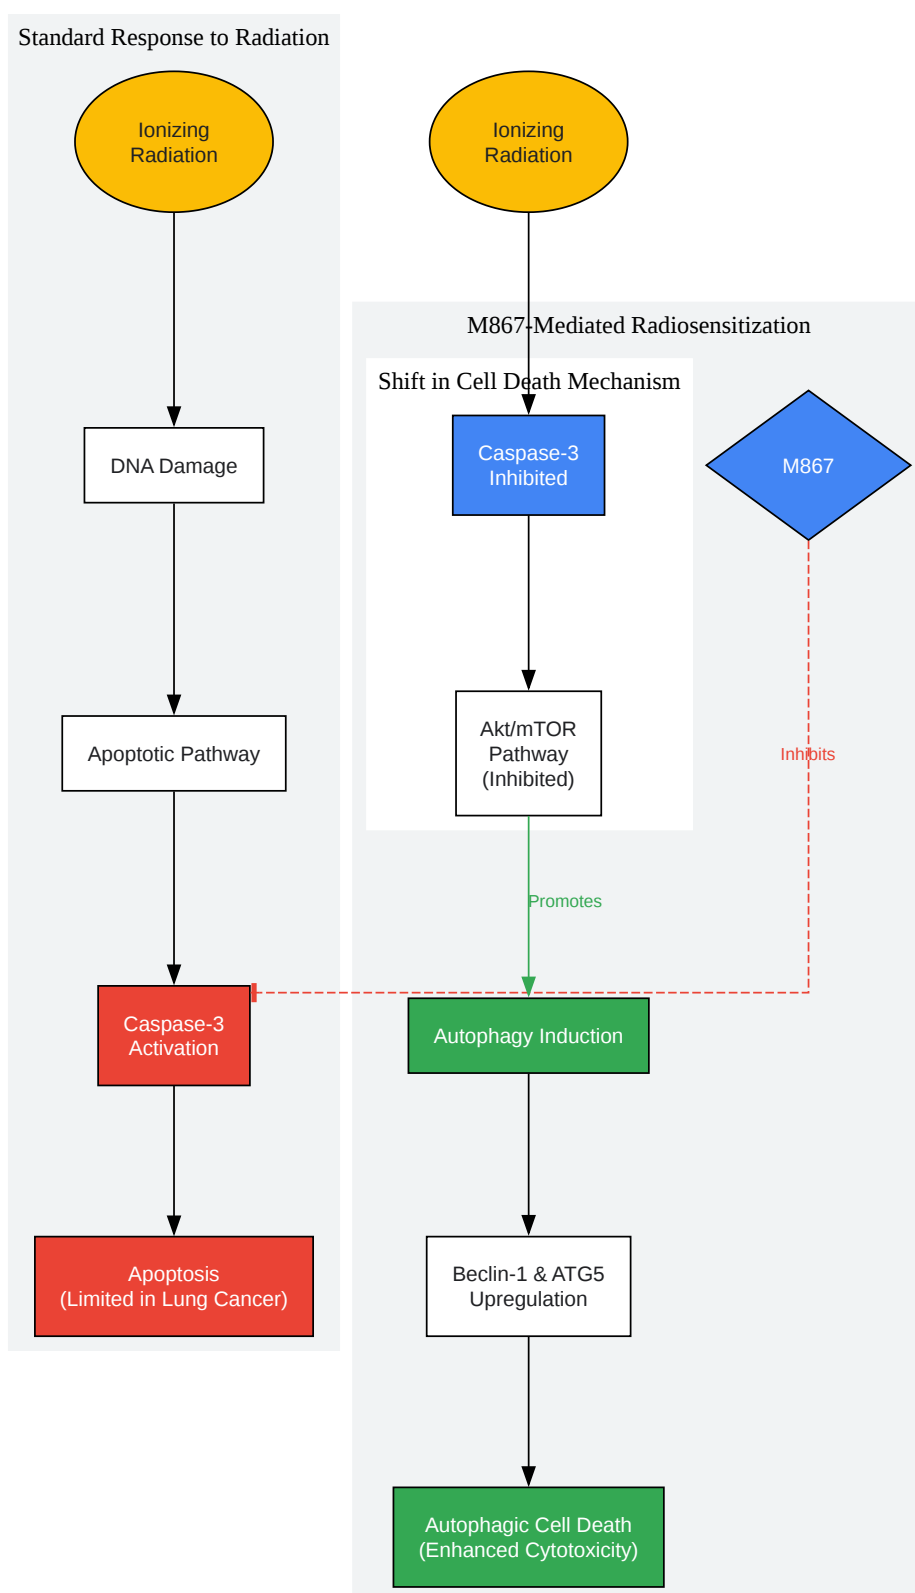 Standard Response to Radiation
Ionizing
Radiation
DNA Damage
Apoptotic Pathway
Caspase-3
Activation
Apoptosis
(Limited in Lung Cancer)
Ionizing
Radiation
M867-Mediated Radiosensitization
Shift in Cell Death Mechanism
Caspase-3
Inhibited
M867
Akt/mTOR
Pathway
(Inhibited)
Inhibits
Promotes
Autophagy Induction
Beclin-1 & ATG5
Upregulation
Autophagic Cell Death
(Enhanced Cytotoxicity)